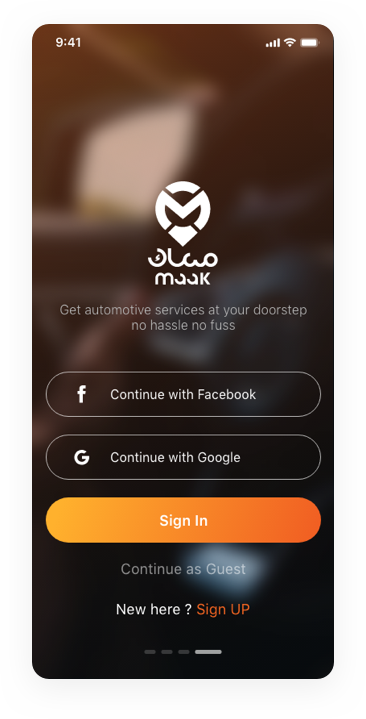 9:41
معاك
maak
Get automotive services at your doorstep
no hassle no fuss
f
Continue with Facebook
G
Continue with Google
Sign In
Continue as Guest
New here ? Sign UP